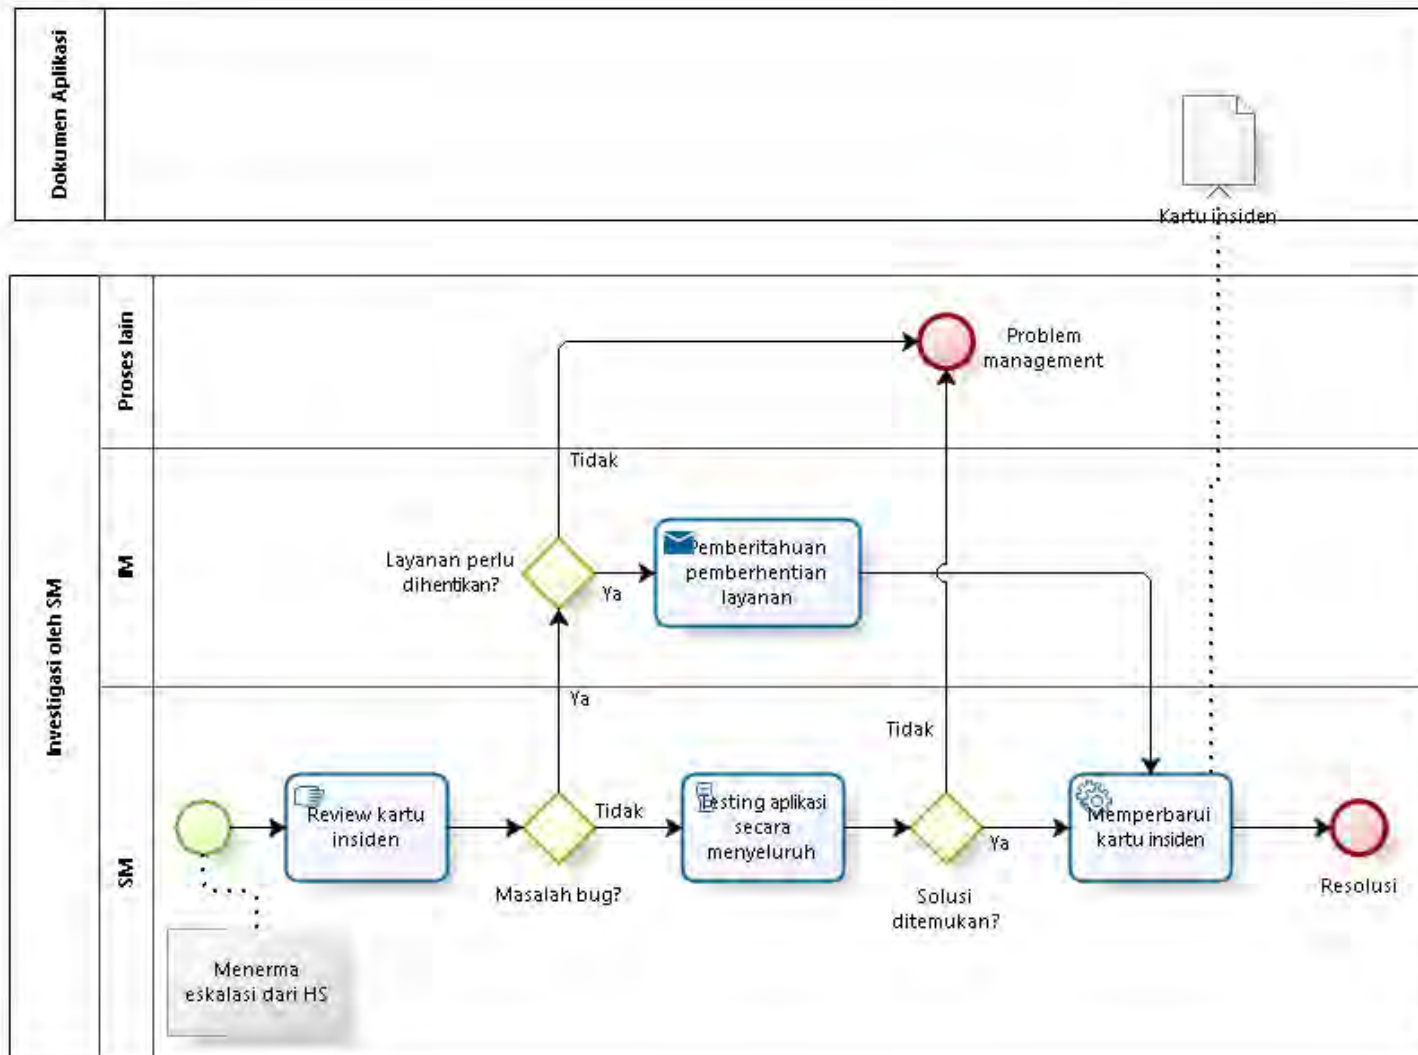 Dokumen Aplikasi
Kartu insiden
Investigasi oleh SM
Proses lain
Problem
management
Tidak
IM
Layanan perlu
dihentikan?
Ya
Pemberitahuan
pemberhentian
layanan
Ya
Tidak
SM
Review kartu
insiden
Masalah bug?
Tidak
Testing aplikasi
secara
menyeluruh
Solusi
ditemukan?
Ya
Memperbarui
kartu insiden
Resolusi
Menerma
eskalasi dari HS